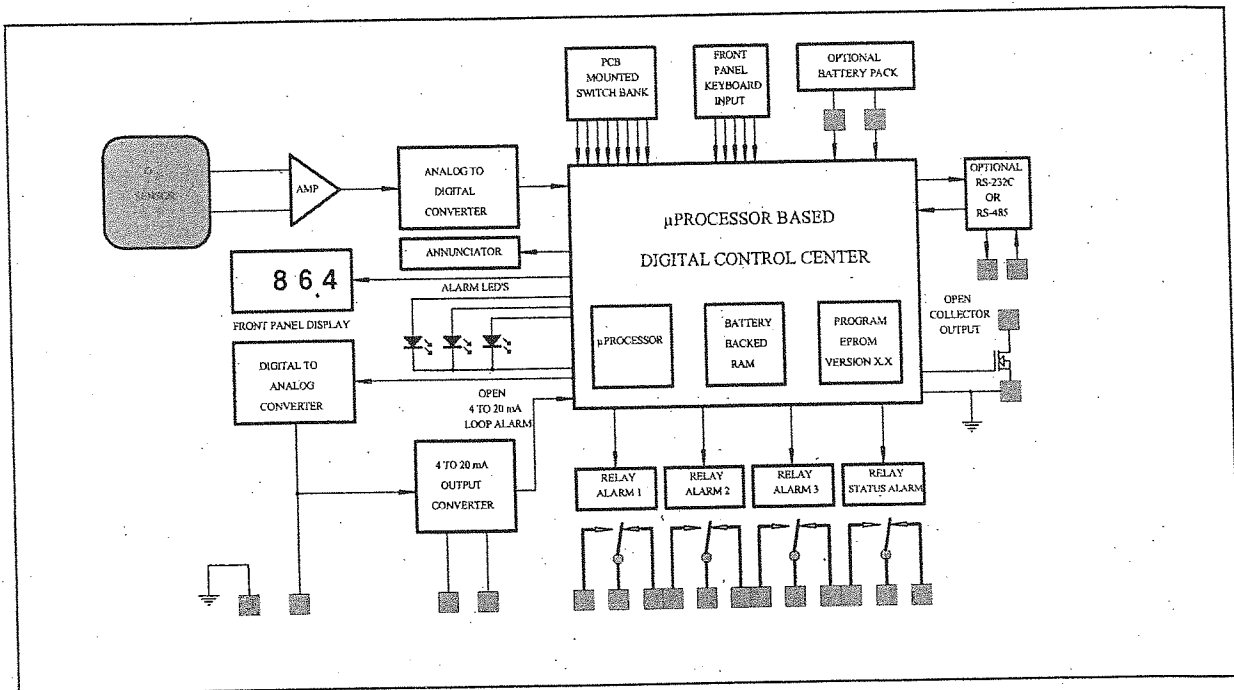 PCB
MOUNTED
SWITCH BANK
FRONT
PANEL
KEYBOARD
INPUT
OPTIONAL
BATTERY PACK
SENSOR
AMP
ANALOG TO
DIGITAL
CONVERTER
µPROCESSOR BASED
DIGITAL CONTROL CENTER
OPTIONAL
RS-232C
OR
RS-485
ANNUNCIATOR
8 6.4
FRONT PANEL DISPLAY
ALARM LED'S
µPROCESSOR
BATTERY
BACKED
RAM
PROGRAM
EPROM
VERSION X.X
OPEN
COLLECTOR
OUTPUT
DIGITAL TO
ANALOG
CONVERTER
OPEN
4 TO 20 mA
LOOP ALARM
4 TO 20 mA
OUTPUT
CONVERTER
RELAY
ALARM 1
RELAY
ALARM 2
RELAY
ALARM 3
RELAY
STATUS ALARM